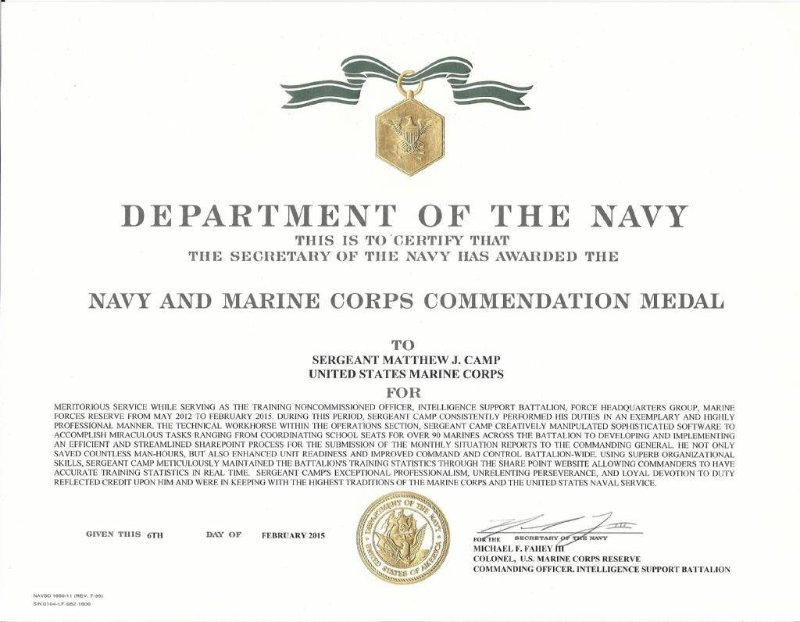 DEPARTMENT OF THE NAVY
THIS IS TO CERTIFY THAT
THE SECRETARY OF THE NAVY HAS AWARDED THE
NAVY AND MARINE CORPS COMMENDATION MEDAL
TO
SERGEANT MATTHEW J. CAMP
UNITED STATES MARINE CORPS
FOR
MERITORIOUS SERVICE WHILE SERVING AS THE TRAINING NONCOMMISSIONED OFFICER, INTELLIGENCE SUPPORT BATTALION, FORCE HEADQUARTERS GROUP, MARINE
FORCES RESERVE FROM MAY 2012 TO FEBRUARY 2015. DURING THIS PERIOD, SERGEANT CAMP CONSISTENTLY PERFORMED HIS DUTIES IN AN EXEMPLARY AND HIGHLY
PROFESSIONAL MANNER. THE TECHNICAL WORKHORSE WITHIN THE OPERATIONS SECTION, SERGEANT CAMP CREATIVELY MANIPULATED SOPHISTICATED SOFTWARE TO
ACCOMPLISH MIRACULOUS TASKS RANGING FROM COORDINATING SCHOOL SEATS FOR OVER 90 MARINES ACROSS THE BATTALION TO DEVELOPING AND IMPLEMENTING
AN EFFICIENT AND STREAMLINED SHAREPOINT PROCESS FOR THE SUBMISSION OF THE MONTHLY SITUATION REPORTS TO THE COMMANDING GENERAL. HE NOT ONLY
SAVED COUNTLESS MAN-HOURS, BUT ALSO ENHANCED UNIT READINESS AND IMPROVED COMMAND AND CONTROL BATTALION-WIDE. USING SUPERB ORGANIZATIONAL
SKILLS, SERGEANT CAMP METICULOUSLY MAINTAINED THE BATTALION'S TRAINING STATISTICS THROUGH THE SHARE POINT WEBSITE ALLOWING COMMANDERS TO HAVE
ACCURATE TRAINING STATISTICS IN REAL TIME. SERGEANT CAMP'S EXCEPTIONAL PROFESSIONALISM, UNRELENTING PERSEVERANCE, AND LOYAL DEVOTION TO DUTY
REFLECTED CREDIT UPON HIM AND WERE IN KEEPING WITH THE HIGHEST TRADITIONS OF THE MARINE CORPS AND THE UNITED STATES NAVAL SERVICE.
GIVEN THIS 6TH DAY OF FEBRUARY 2015
DEPARTMENT OF THE NAVY
UNITED STATES OF AMERICA
FOR THE SECRETARY OF THE NAVY
MICHAEL F. FAHEY III
COLONEL, U.S. MARINE CORPS RESERVE
COMMANDING OFFICER, INTELLIGENCE SUPPORT BATTALION